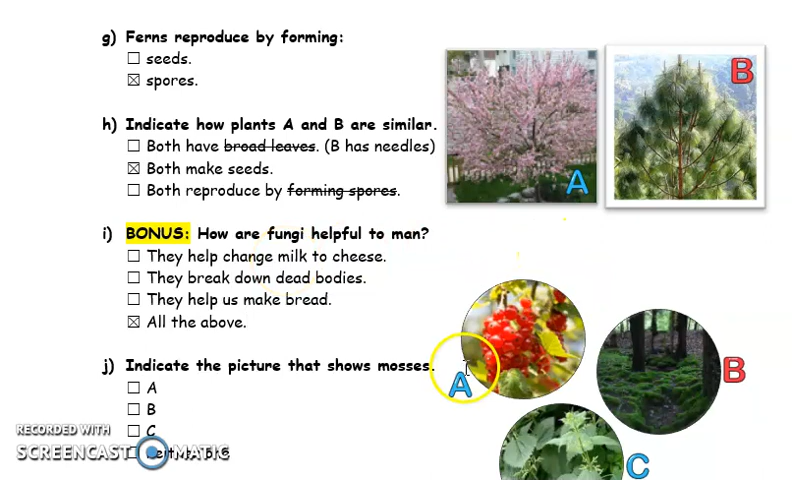 g) Ferns reproduce by forming:
☐ seeds.
☒ spores.
h) Indicate how plants A and B are similar.
☐ Both have broad leaves. (B has needles)
☒ Both make seeds.
☐ Both reproduce by forming spores.
A
B
i) BONUS: How are fungi helpful to man?
☐ They help change milk to cheese.
☐ They break down dead bodies.
☐ They help us make bread.
☒ All the above.
j) Indicate the picture that shows mosses.
☐ A
☐ B
☐ C
A
B
C
RECORDED WITH
SCREENCAST MATIC